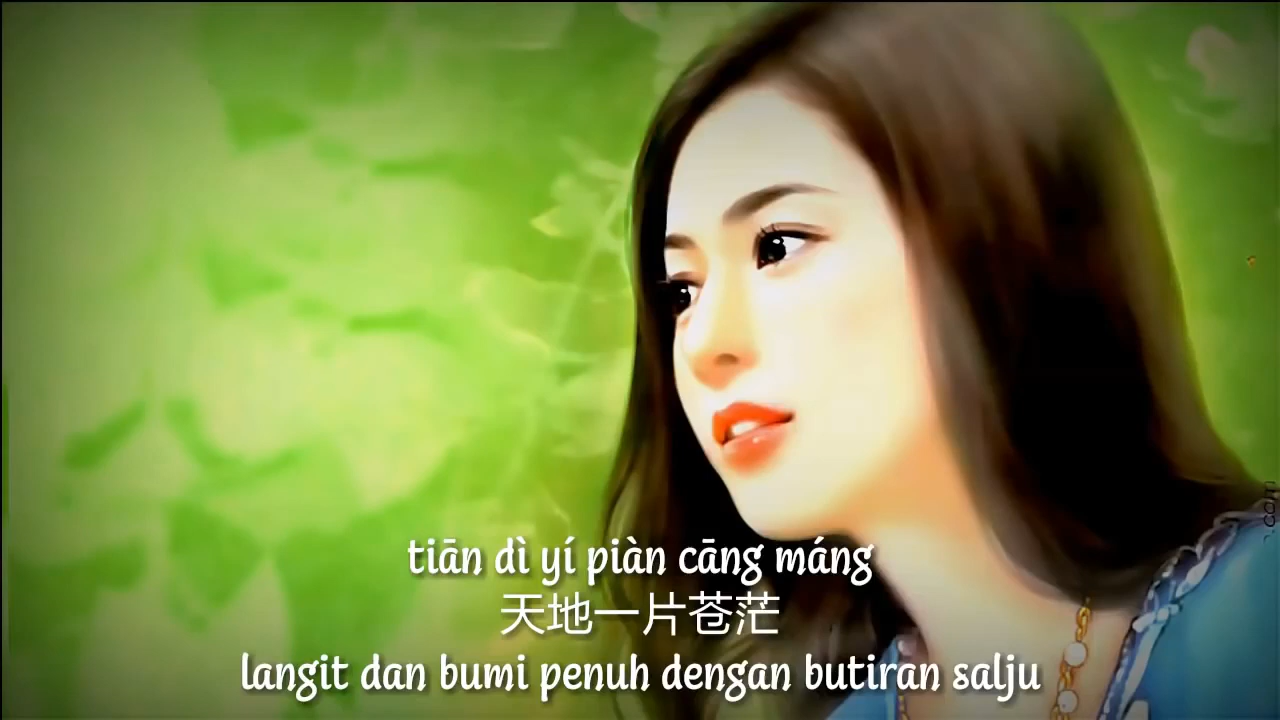 tiān dì yí piàn cāng máng
天地一片苍茫
langit dan bumi penuh dengan butiran salju
.com